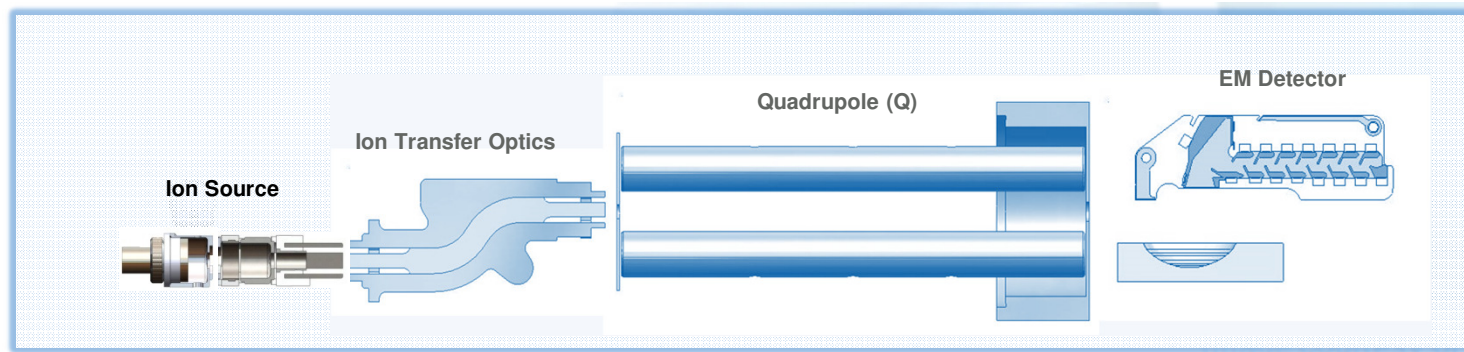 Ion Source
Ion Transfer Optics
Quadrupole (Q)
EM Detector